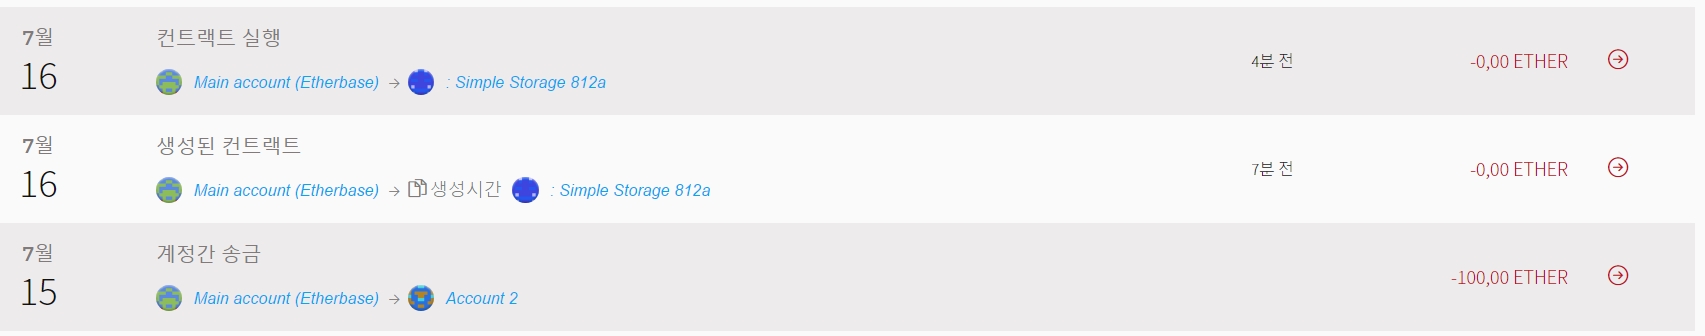 7월
16
컨트랙트 실행
Main account (Etherbase) → : Simple Storage 812a
4분 전
-0,00 ETHER
7월
16
생성된 컨트랙트
Main account (Etherbase) → 생성시간 : Simple Storage 812a
7분 전
-0,00 ETHER
7월
15
계정간 송금
Main account (Etherbase) → Account 2
-100,00 ETHER